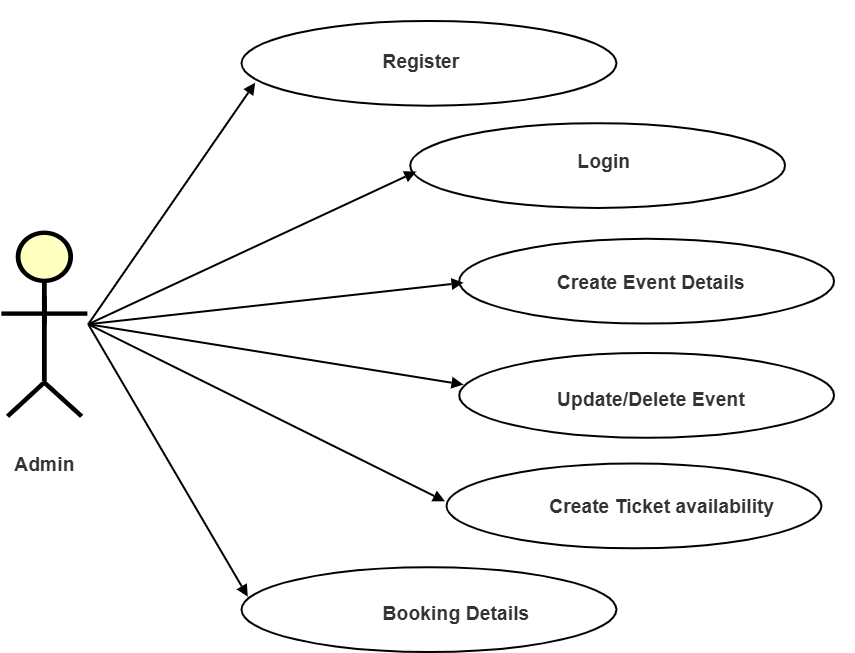 Register
Login
Create Event Details
Update/Delete Event
Admin
Create Ticket availability
Booking Details